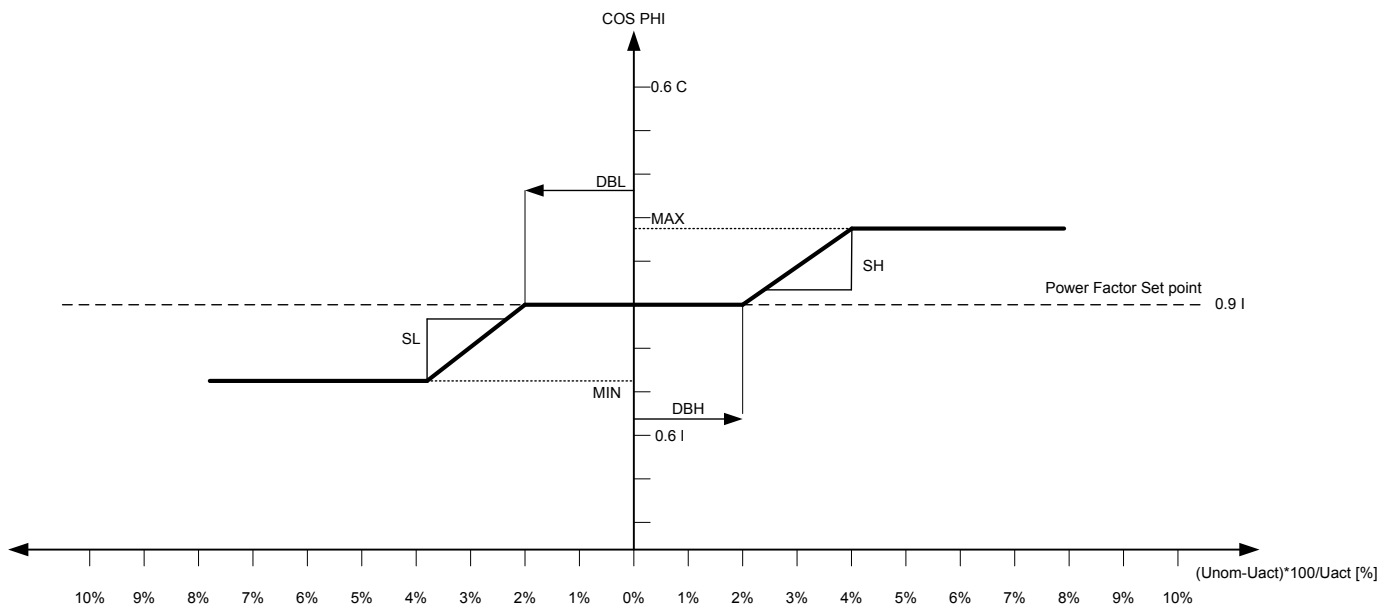 COS PHI
0.6 C
DBL
MAX
SH
Power Factor Set point
0.9 I
SL
MIN
DBH
0.6 I
(Unom-Uact)*100/Uact [%]
10% 9% 8% 7% 6% 5% 4% 3% 2% 1% 0% 1% 2% 3% 4% 5% 6% 7% 8% 9% 10%